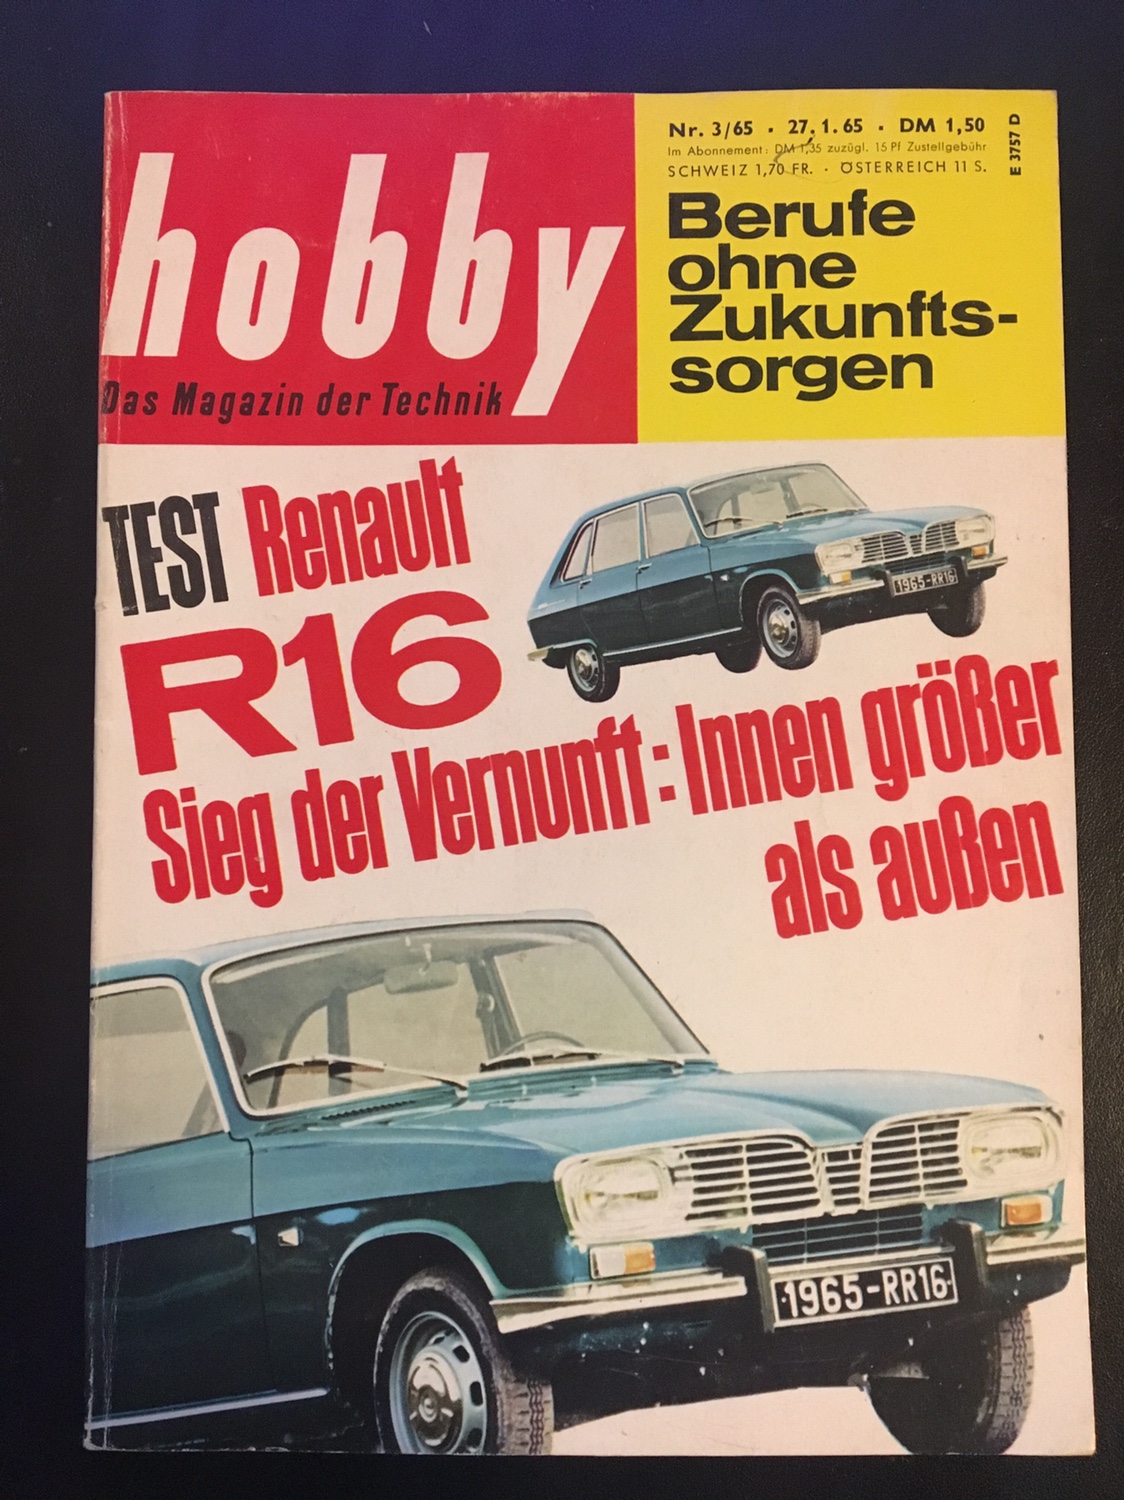 hobby
Das Magazin der Technik
Nr. 3/65 · 27. 1. 65 · DM 1,50
Im Abonnement: DM 1,35 zuzügl. 15 Pf Zustellgebühr
SCHWEIZ 1,70 FR. · ÖSTERREICH 11 S.
E 3757 D
Berufe
ohne
Zukunfts-
sorgen
TEST Renault
R16
Sieg der Vernunft: Innen größer
als außen
1965-RR16
1965-RR16